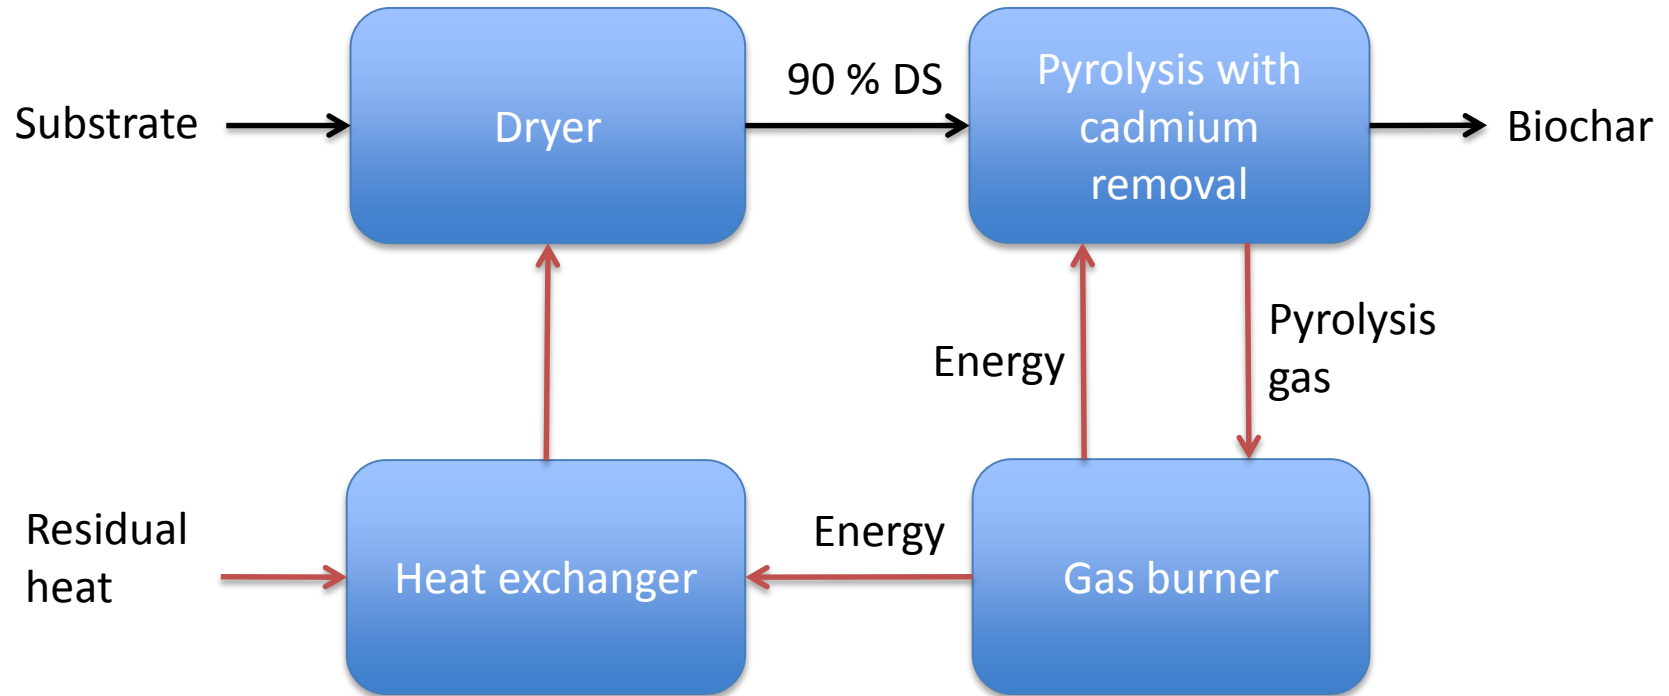 Substrate
Dryer
90 % DS
Pyrolysis with
cadmium
removal
Biochar
Energy
Pyrolysis
gas
Residual
heat
Heat exchanger
Energy
Gas burner